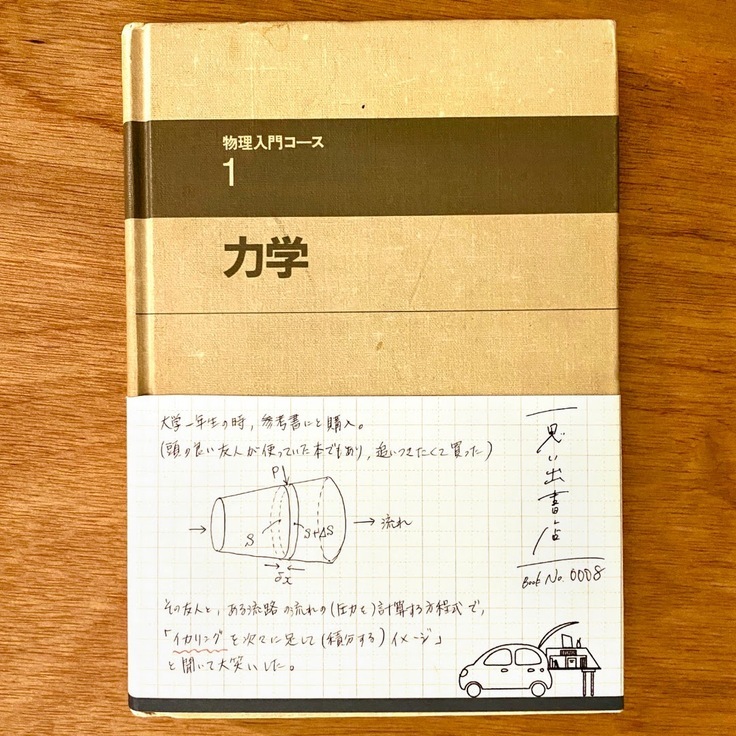 物理入門コース
1
力学
大学一年生の時、参考書にと購入。
(頭の良い友人が使っていた本でもあり、追いつきたくて買った)
P
S
S+ΔS
流れ
δx
その友人と、ある流路の流れの(圧力を)計算する方程式で、
「イカリングを次々に足して(積分する)イメージ」
と聞いて大笑いした。
思い出書店
Book No. 0008